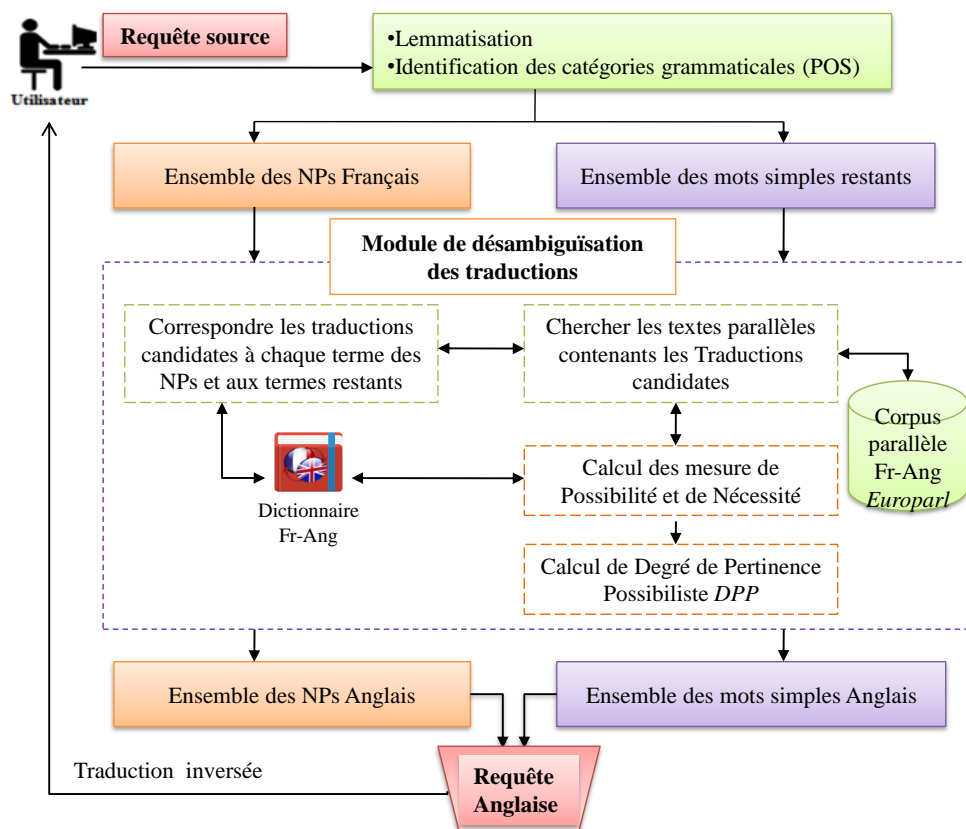 Requête source
•Lemmatisation
•Identification des catégories grammaticales (POS)
Utilisateur
Ensemble des NPs Français
Ensemble des mots simples restants
Module de désambiguïsation
des traductions
Correspondre les traductions
candidates à chaque terme des
NPs et aux termes restants
Chercher les textes parallèles
contenants les Traductions
candidates
Corpus
parallèle
Fr-Ang
Europarl
Dictionnaire
Fr-Ang
Calcul des mesure de
Possibilité et de Nécessité
Calcul de Degré de Pertinence
Possibiliste DPP
Ensemble des NPs Anglais
Ensemble des mots simples Anglais
Traduction inversée
Requête
Anglaise